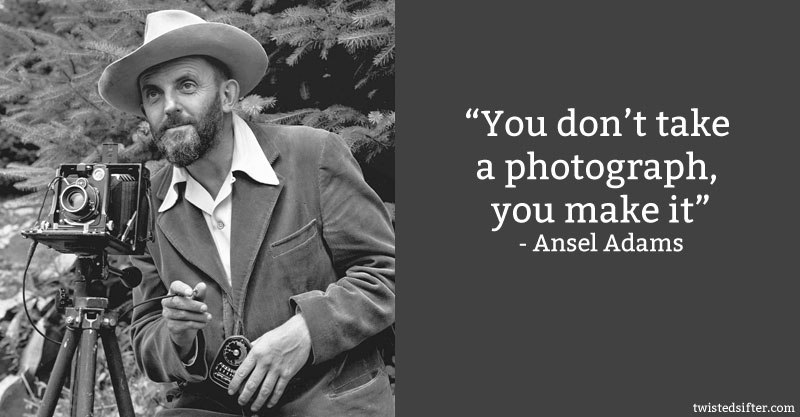 “You don’t take
a photograph,
you make it”
- Ansel Adams
twistedsifter.com